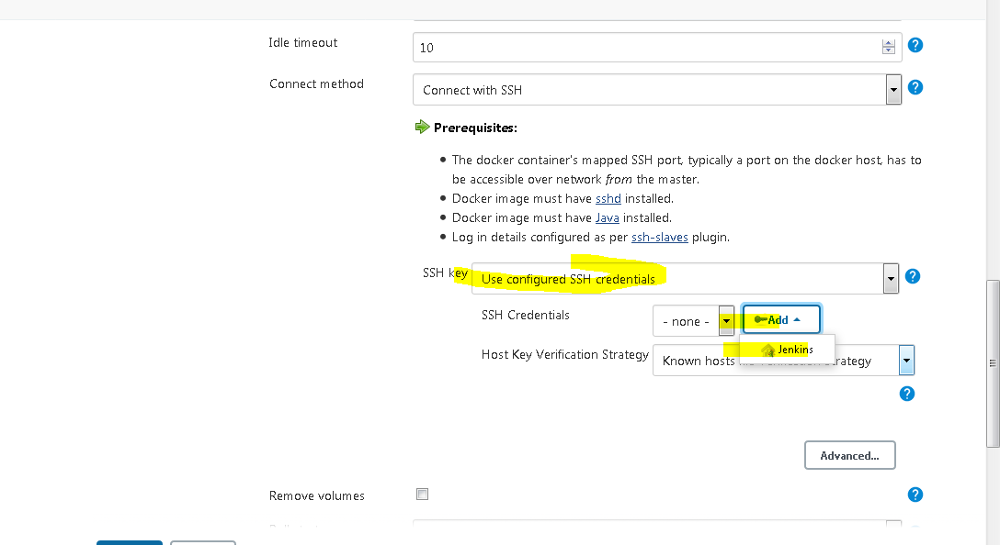 Idle timeout
10
Connect method
Connect with SSH
Prerequisites:
The docker container's mapped SSH port, typically a port on the docker host, has to
be accessible over network from the master.
Docker image must have sshd installed.
Docker image must have Java installed.
Log in details configured as per ssh-slaves plugin.
SSH key
Use configured SSH credentials
SSH Credentials
- none -
Add
Jenkins
Host Key Verification Strategy
Known hosts
Advanced...
Remove volumes